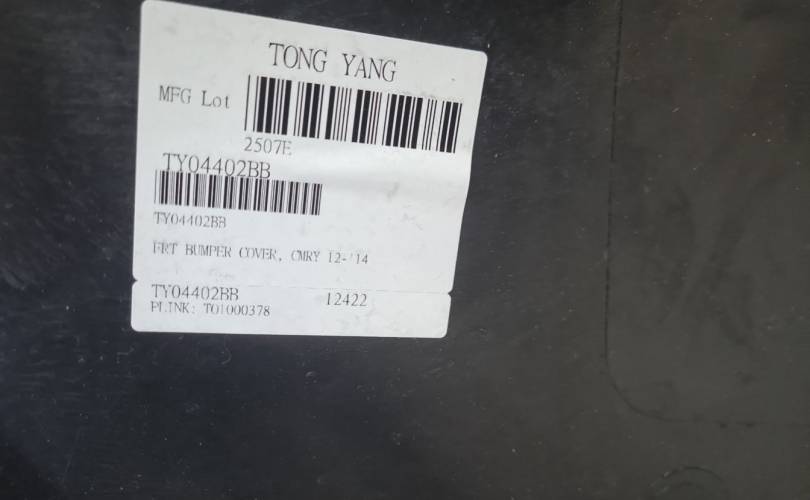 TONG YANG
MFG Lot
2507E
TY04402BB
TY04402BB
FRT BUMPER COVER, CMRY 12-'14
TY04402BB 12422
PLINK: TO1000378